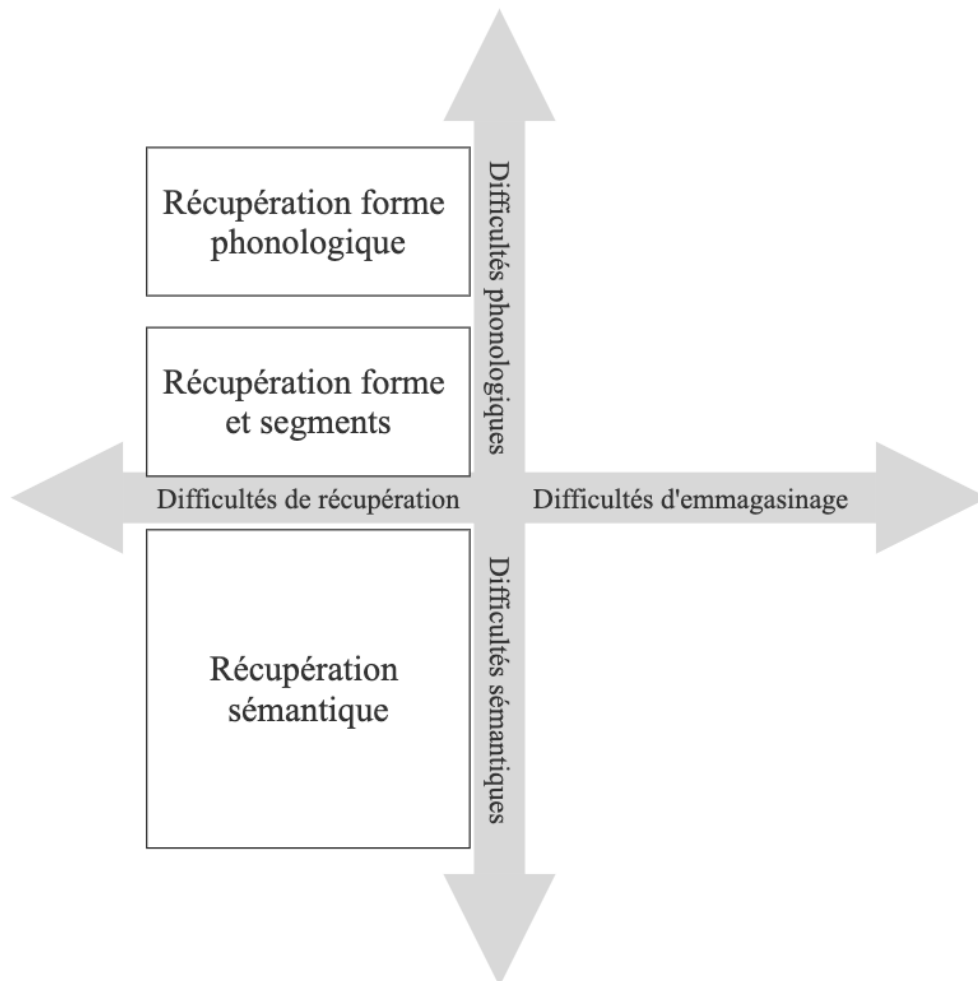 Récupération forme
phonologique
Difficultés phonologiques
Récupération forme
et segments
Difficultés de récupération
Difficultés d'emmagasinage
Récupération
sémantique
Difficultés sémantiques